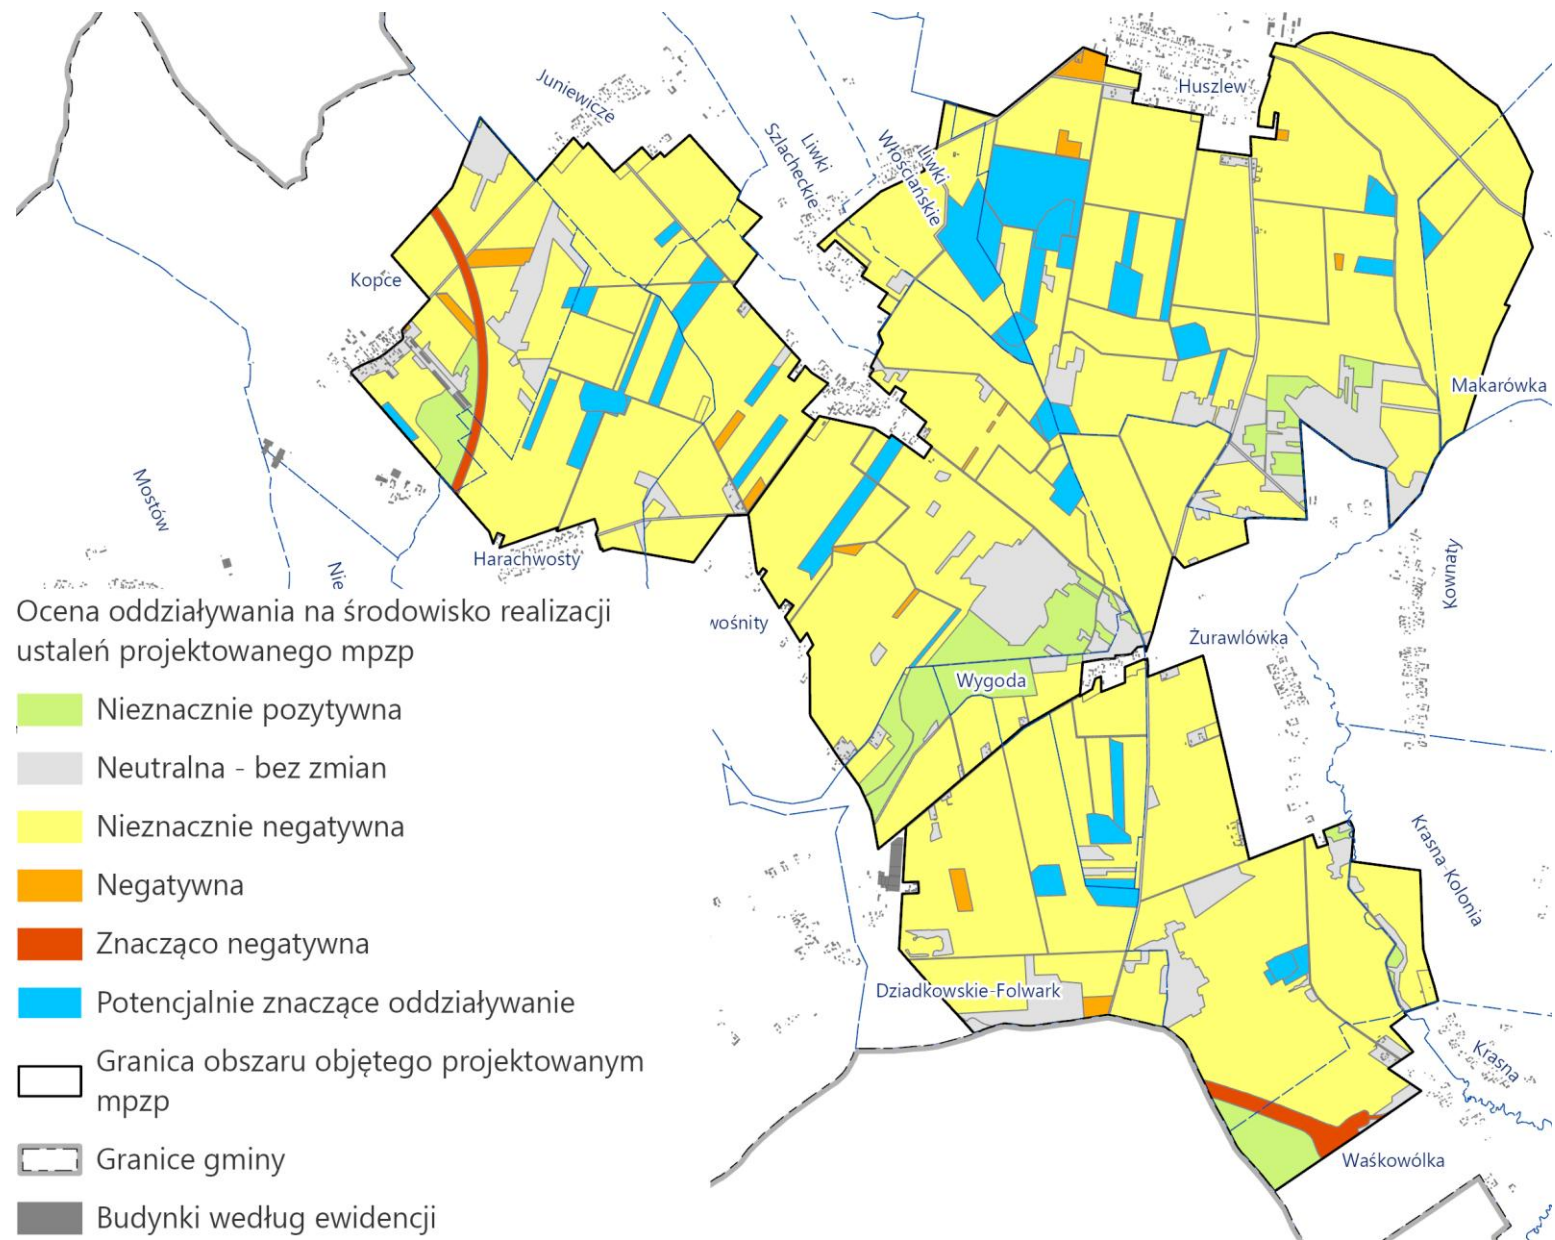 Huszlew
Juniewicze
Liwki
Szlacheckie
Liwki
Włościańskie
Kopce
Makarówka
Mostów
Nie
Harachwosty
Kownaty
wośnity
Żurawlówka
Wygoda
Krasna-Kolonia
Dziadkowskie-Folwark
Krasna
Waśkowólka
Ocena oddziaływania na środowisko realizacji
ustaleń projektowanego mpzp
Nieznacznie pozytywna
Neutralna - bez zmian
Nieznacznie negatywna
Negatywna
Znacząco negatywna
Potencjalnie znaczące oddziaływanie
Granica obszaru objętego projektowanym
mpzp
Granice gminy
Budynki według ewidencji